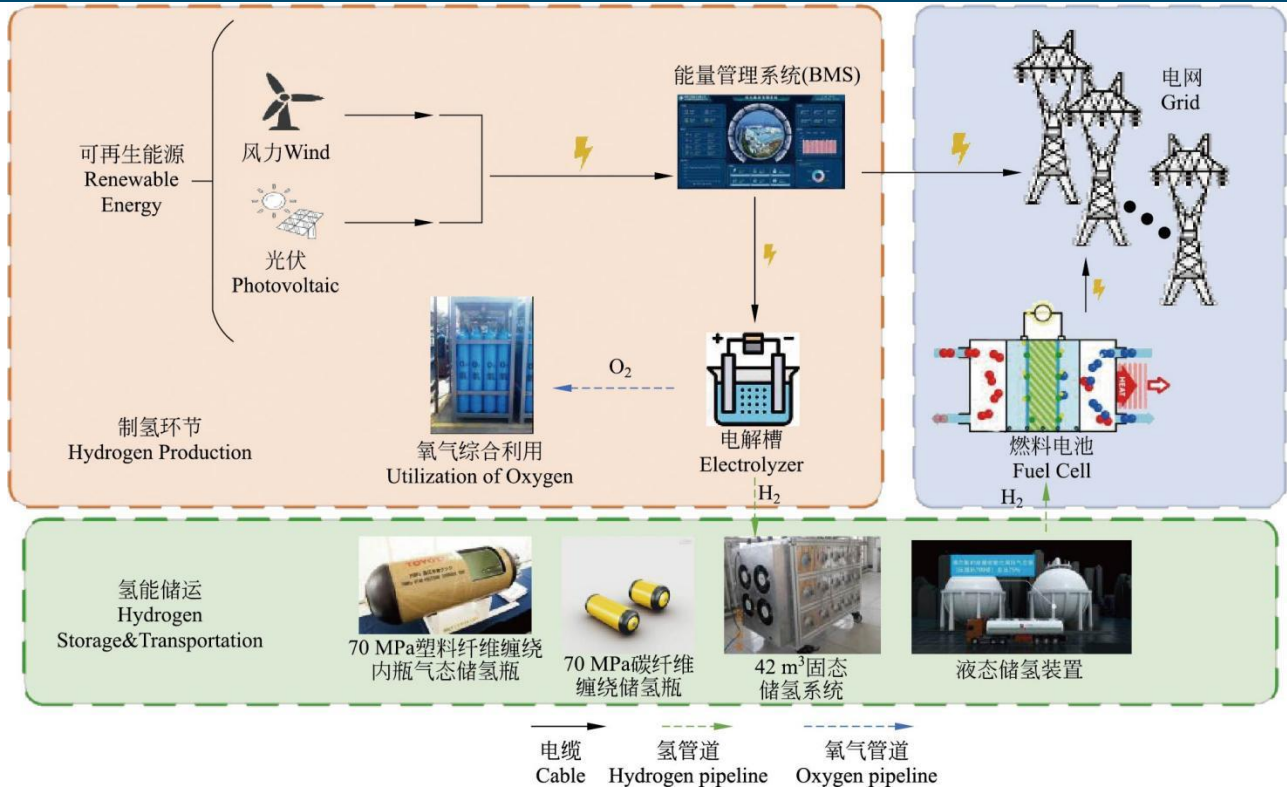 能量管理系统(BMS)
电网
Grid
可再生能源
Renewable
Energy
风力Wind
光伏
Photovoltaic
O2
制氢环节
Hydrogen Production
氧气综合利用
Utilization of Oxygen
+
−
电解槽
Electrolyzer
H2
HEAT
燃料电池
Fuel Cell
H2
氢能储运
Hydrogen
Storage&Transportation
70 MPa塑料纤维缠绕
内瓶气态储氢瓶
70 MPa碳纤维
缠绕储氢瓶
42 m³固态
储氢系统
液态储氢装置
电缆
Cable
氢管道
Hydrogen pipeline
氧气管道
Oxygen pipeline